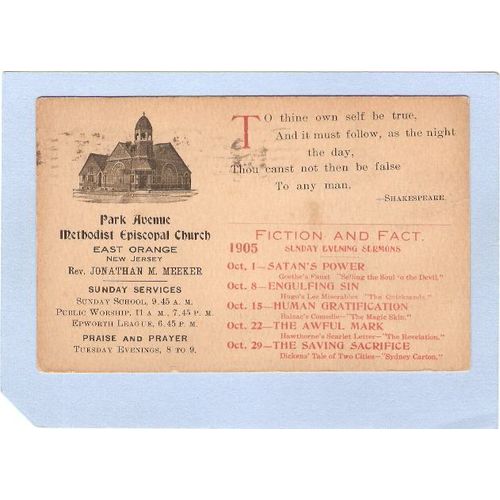 Park Avenue
Methodist Episcopal Church
EAST ORANGE
NEW JERSEY
Rev. JONATHAN M. MEEKER
SUNDAY SERVICES
SUNDAY SCHOOL, 9.45 A. M.
PUBLIC WORSHIP, 11 A.M., 7.45 P. M.
EPWORTH LEAGUE, 6.45 P. M.
PRAISE AND PRAYER
TUESDAY EVENINGS, 8 TO 9.
TO thine own self be true,
And it must follow, as the night
the day,
Thou canst not then be false
To any man.
—SHAKESPEARE.
FICTION AND FACT.
1905 SUNDAY EVENING SERMONS
Oct. 1—SATAN'S POWER
Goethe's Faust—"Selling the Soul to the Devil."
Oct. 8—ENGULFING SIN
Hugo's Les Miserables—"The Quicksands."
Oct. 15—HUMAN GRATIFICATION
Balzac's Comedie—"The Magic Skin."
Oct. 22—THE AWFUL MARK
Hawthorne's Scarlet Letter—"The Revelation."
Oct. 29—THE SAVING SACRIFICE
Dickens' Tale of Two Cities—"Sydney Carton."